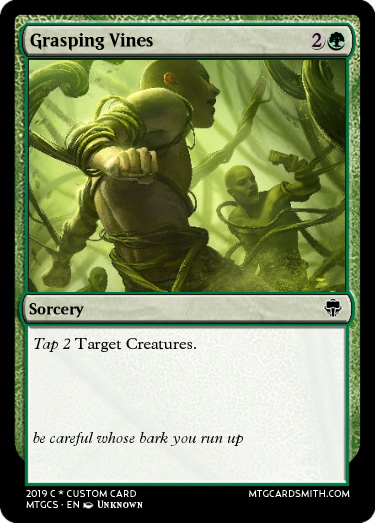 Grasping Vines 2
Sorcery
Tap 2 Target Creatures.
be careful whose bark you run up
2019 C * CUSTOM CARD MTGCARDSMITH.COM
MTGCS · EN Unknown